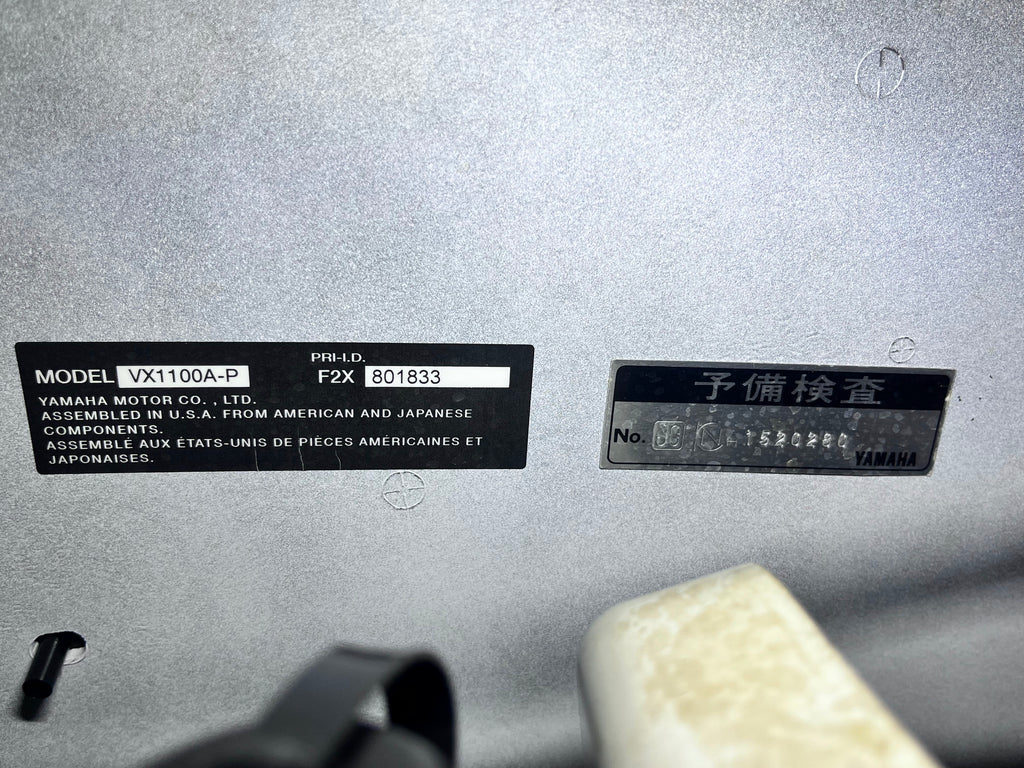 PRI-I.D.
MODEL VX1100A-P F2X 801833
YAMAHA MOTOR CO. , LTD.
ASSEMBLED IN U.S.A. FROM AMERICAN AND JAPANESE
COMPONENTS.
ASSEMBLÉ AUX ÉTATS-UNIS DE PIÈCES AMÉRICAINES ET
JAPONAISES.
予備検査
No.
YAMAHA